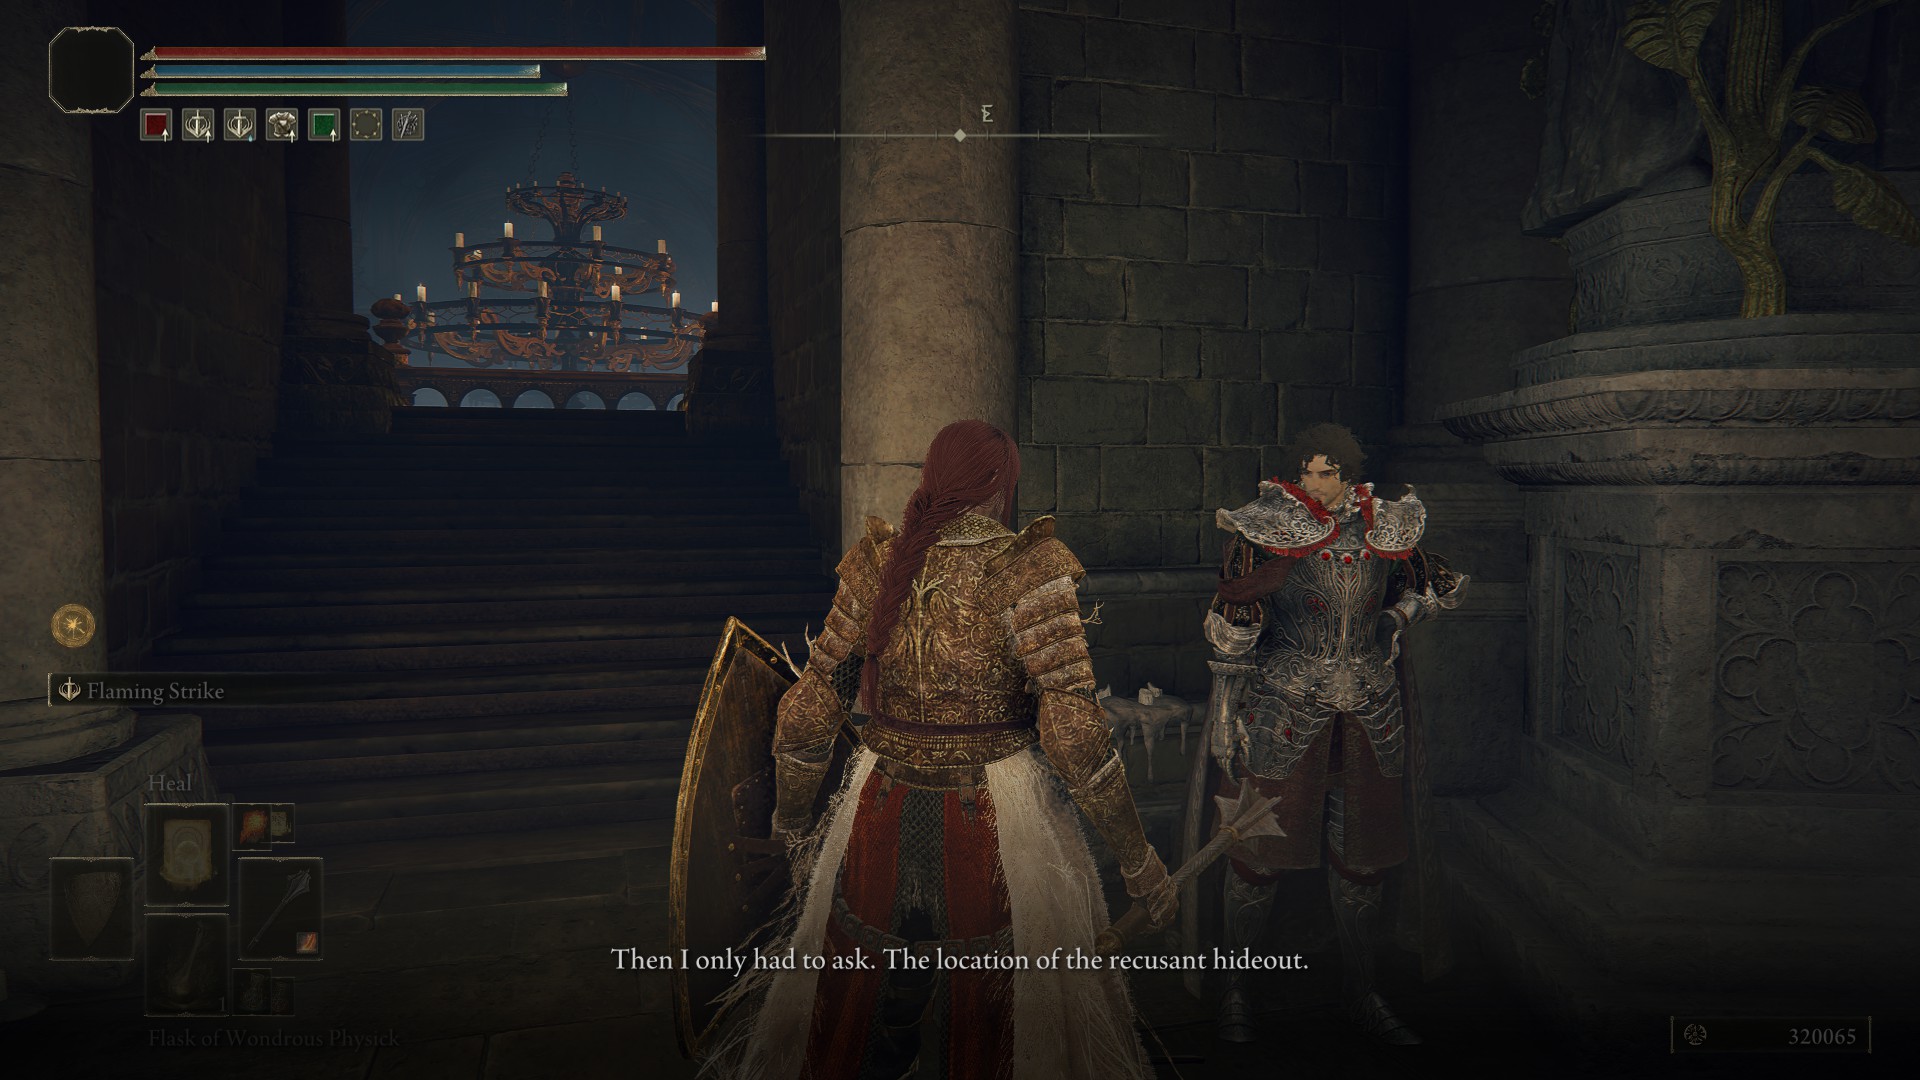 E
Flaming Strike
Heal
1
Flask of Wondrous Physick
Then I only had to ask. The location of the recusant hideout.
320065